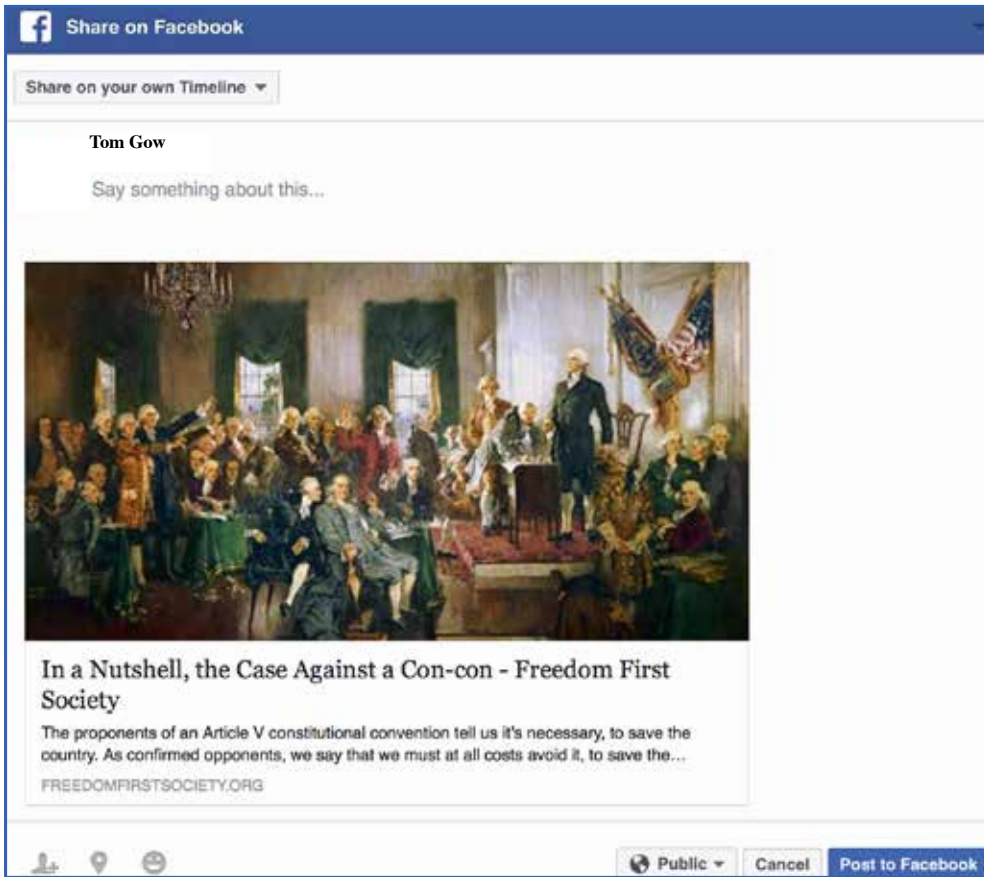 Share on Facebook
Share on your own Timeline
Tom Gow
Say something about this...
In a Nutshell, the Case Against a Con-con - Freedom First
Society
The proponents of an Article V constitutional convention tell us it's necessary, to save the
country. As confirmed opponents, we say that we must at all costs avoid it, to save the...
FREEDOMFIRSTSOCIETY.ORG
Public Cancel Post to Facebook